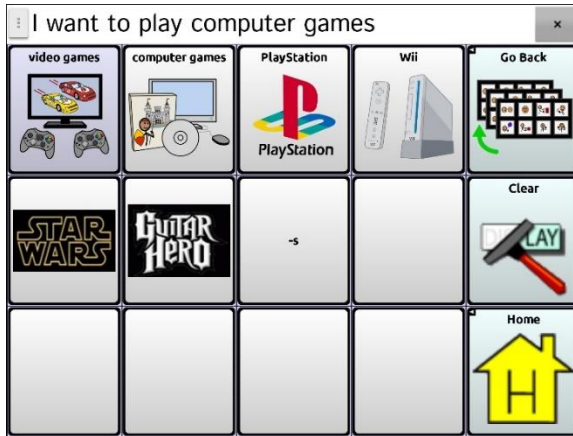 I want to play computer games
×
video games
computer games
PlayStation
Wii
Go Back
PlayStation
Wii
STAR
WARS
GUITAR
HERO
-s
Clear
DISPLAY
Home
H